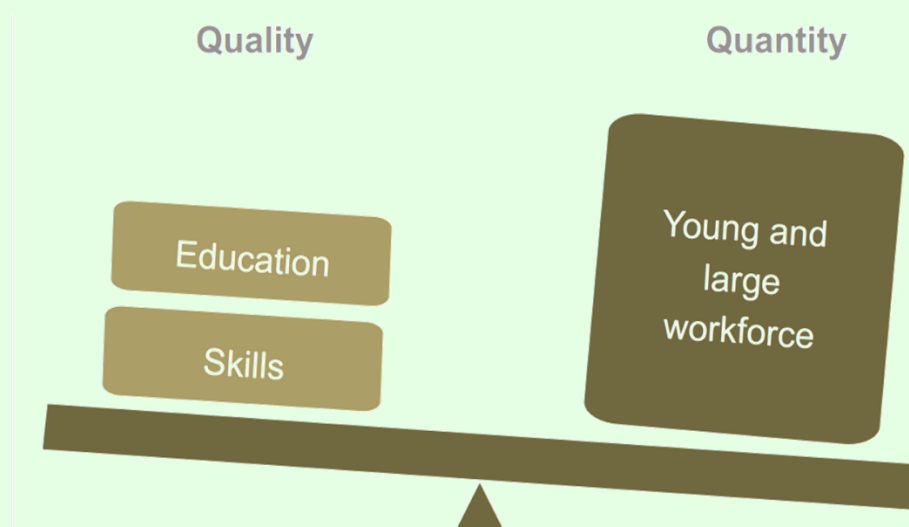 Quality
Quantity
Education
Skills
Young and
large
workforce